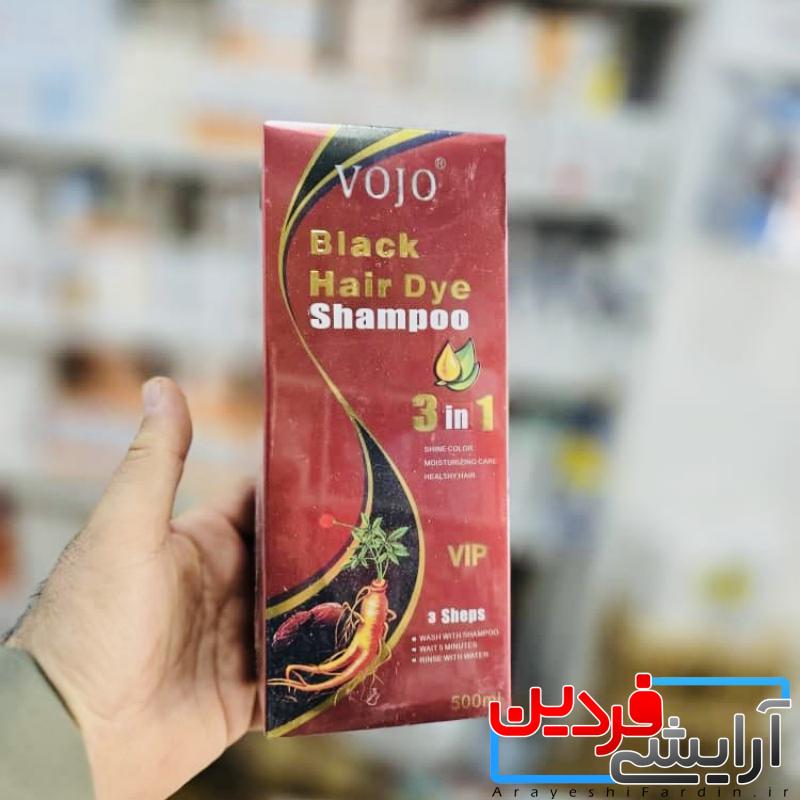 VOJO®
Black
Hair Dye
Shampoo
3 in 1
SHINE COLOR
MOISTURIZING CARE
HEALTHY HAIR
VIP
3 Sheps
WASH WITH SHAMPOO
WAIT 5 MINUTES
RINSE WITH WATER
500ml
آرایشی فردین
ArayeshiFardin.ir